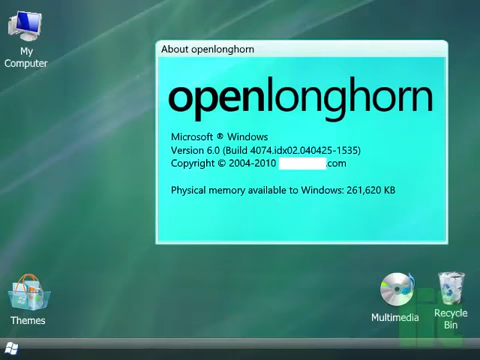 My
Computer
About openlonghorn
openlonghorn
Microsoft ® Windows
Version 6.0 (Build 4074.idx02.040425-1535)
Copyright © 2004-2010 .com
Physical memory available to Windows: 261,620 KB
Themes
Multimedia
Recycle
Bin